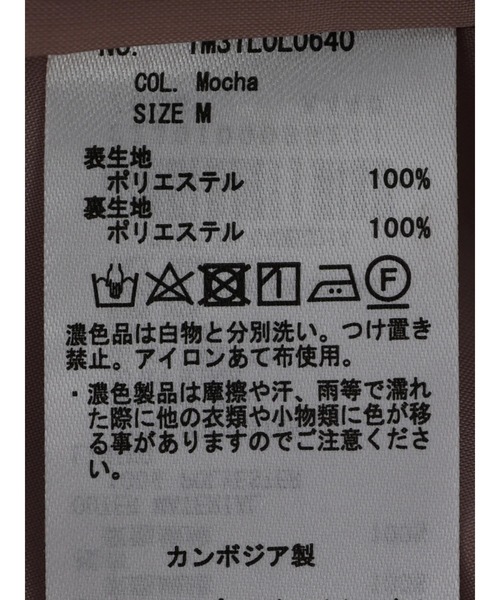 NO. TM31L0L0640
COL. Mocha
SIZE M
表生地
ポリエステル 100%
裏生地
ポリエステル 100%
F
濃色品は白物と分別洗い。つけ置き
禁止。アイロンあて布使用。
・濃色製品は摩擦や汗、雨等で濡れ
た際に他の衣類や小物類に色が移
る事がありますのでご注意くださ
い。
カンボジア製